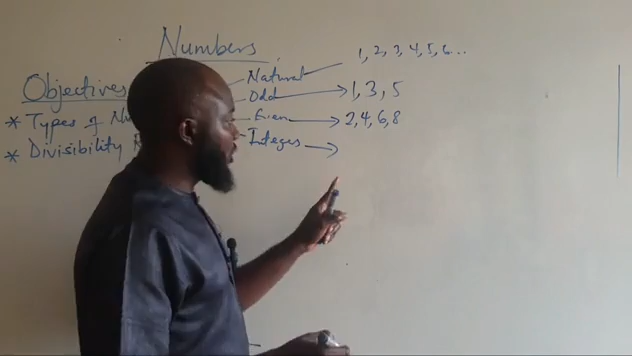 Numbers
Natural 1, 2, 3, 4, 5, 6...
Objectives
Odd → 1, 3, 5
* Types of
Even → 2, 4, 6, 8
* Divisibility
Integers →